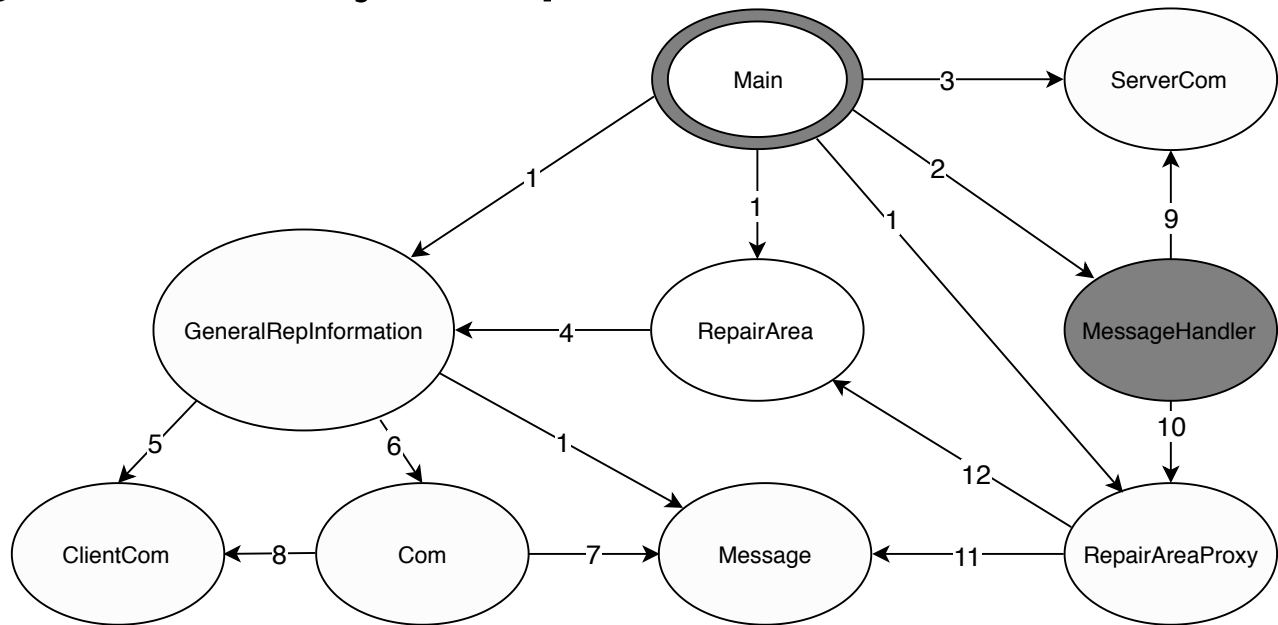 Main
3
ServerCom
1
2
1
1
9
GeneralRepInformation
4
RepairArea
MessageHandler
5
6
1
10
12
ClientCom
8
Com
7
Message
11
RepairAreaProxy